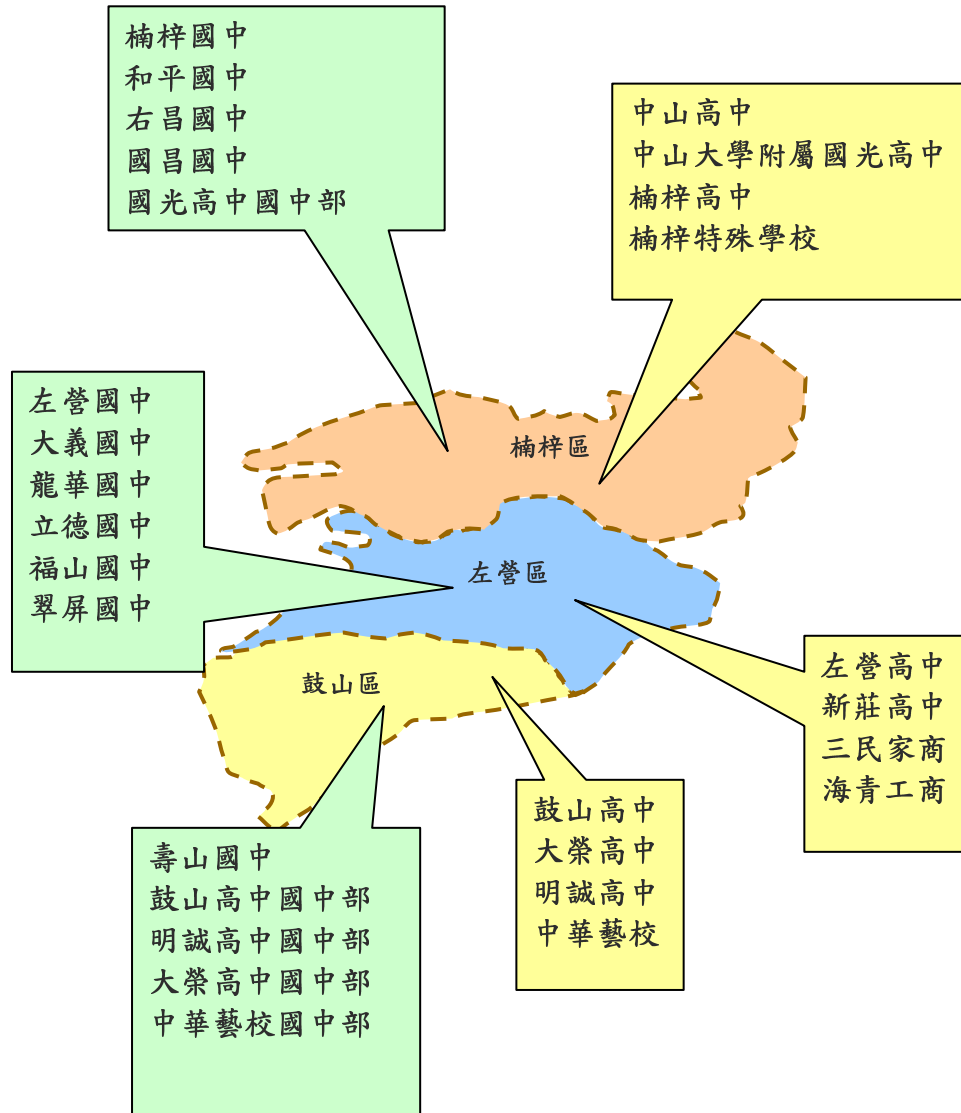 楠梓國中
和平國中
右昌國中
國昌國中
國光高中國中部
中山高中
中山大學附屬國光高中
楠梓高中
楠梓特殊學校
楠梓區
左營國中
大義國中
龍華國中
立德國中
福山國中
翠屏國中
左營區
鼓山區
左營高中
新莊高中
三民家商
海青工商
鼓山高中
大榮高中
明誠高中
中華藝校
壽山國中
鼓山高中國中部
明誠高中國中部
大榮高中國中部
中華藝校國中部